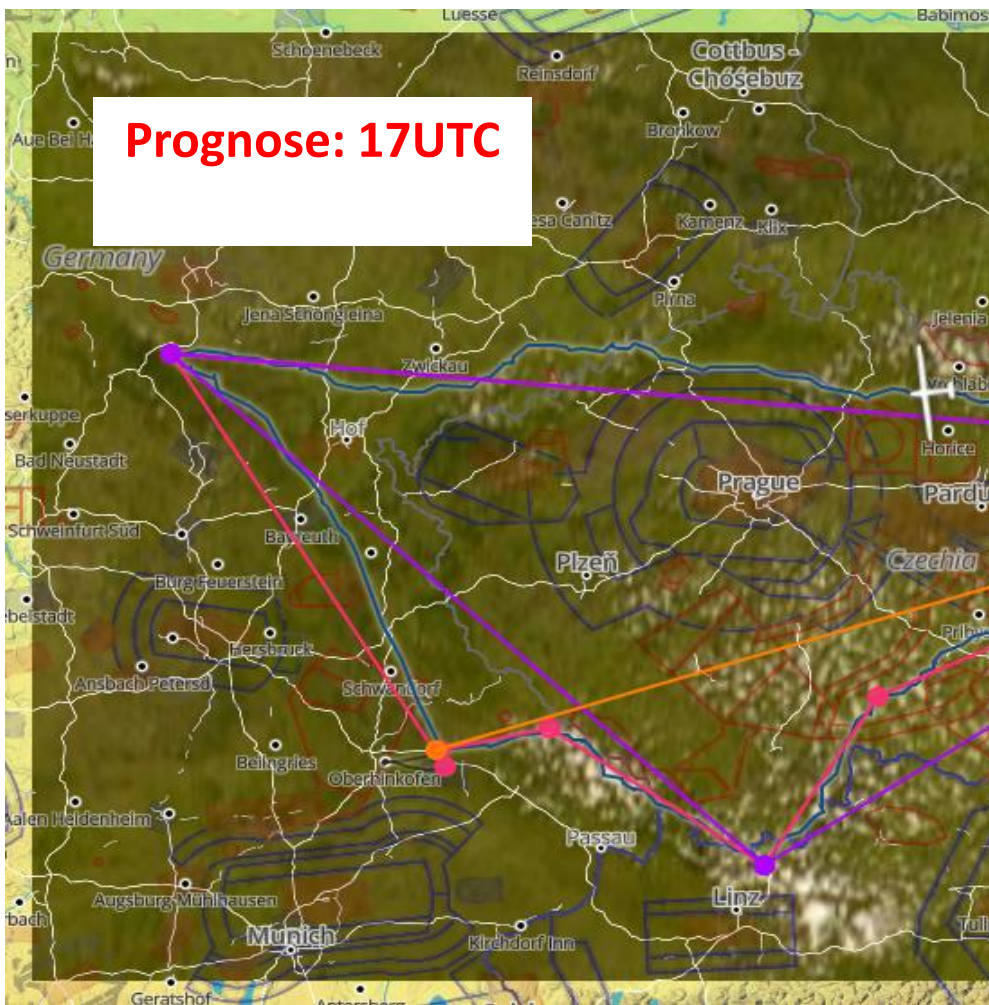 Luesse
Babimos
Schoenebeck
Cottbus -
Chóśebuz
Reinsdorf
Aue Bei H
Bronkow
Prognose: 17UTC
esa Canitz
Kamenz
Klix
Germany
Pirna
Jena Schongleina
Jelenia
Zwickau
serkuppe
Hof
Bad Neustadt
Horice
Prague
Pardu
Schweinfurt Süd
Bayreuth
Plzeň
Czechia
Burg Feuerstein
ebelstadt
Hersbruck
Ansbach Petersd
Schwandorf
Beilngries
Oberhinkofen
Aalen Heidenheim
Passau
Augsburg Mühlhausen
Linz
rbach
Munich
Kirchdorf Inn
Tull
Geratshof